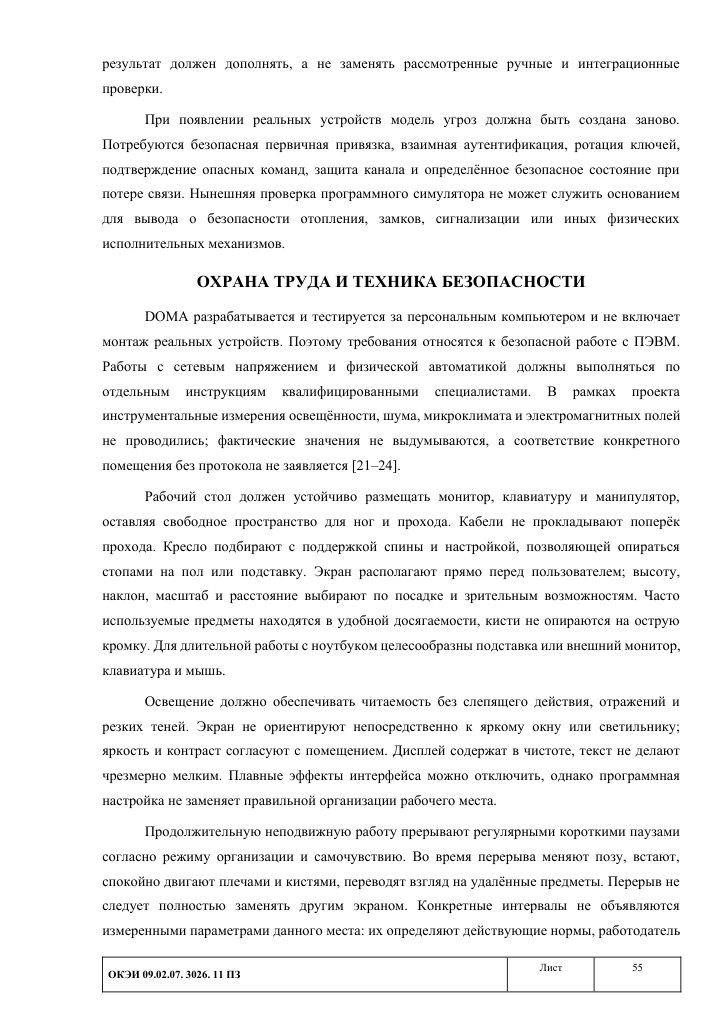 результат должен дополнять, а не заменять рассмотренные ручные и интеграционные
проверки.
При появлении реальных устройств модель угроз должна быть создана заново.
Потребуются безопасная первичная привязка, взаимная аутентификация, ротация ключей,
подтверждение опасных команд, защита канала и определённое безопасное состояние при
потере связи. Нынешняя проверка программного симулятора не может служить основанием
для вывода о безопасности отопления, замков, сигнализации или иных физических
исполнительных механизмов.
ОХРАНА ТРУДА И ТЕХНИКА БЕЗОПАСНОСТИ
DOMA разрабатывается и тестируется за персональным компьютером и не включает
монтаж реальных устройств. Поэтому требования относятся к безопасной работе с ПЭВМ.
Работы с сетевым напряжением и физической автоматикой должны выполняться по
отдельным инструкциям квалифицированными специалистами. В рамках проекта
инструментальные измерения освещённости, шума, микроклимата и электромагнитных полей
не проводились; фактические значения не выдумываются, а соответствие конкретного
помещения без протокола не заявляется [21–24].
Рабочий стол должен устойчиво размещать монитор, клавиатуру и манипулятор,
оставляя свободное пространство для ног и прохода. Кабели не прокладывают поперёк
прохода. Кресло подбирают с поддержкой спины и настройкой, позволяющей опираться
стопами на пол или подставку. Экран располагают прямо перед пользователем; высоту,
наклон, масштаб и расстояние выбирают по посадке и зрительным возможностям. Часто
используемые предметы находятся в удобной досягаемости, кисти не опираются на острую
кромку. Для длительной работы с ноутбуком целесообразны подставка или внешний монитор,
клавиатура и мышь.
Освещение должно обеспечивать читаемость без слепящего действия, отражений и
резких теней. Экран не ориентируют непосредственно к яркому окну или светильнику;
яркость и контраст согласуют с помещением. Дисплей содержат в чистоте, текст не делают
чрезмерно мелким. Плавные эффекты интерфейса можно отключить, однако программная
настройка не заменяет правильной организации рабочего места.
Продолжительную неподвижную работу прерывают регулярными короткими паузами
согласно режиму организации и самочувствию. Во время перерыва меняют позу, встают,
спокойно двигают плечами и кистями, переводят взгляд на удалённые предметы. Перерыв не
следует полностью заменять другим экраном. Конкретные интервалы не объявляются
измеренными параметрами данного места: их определяют действующие нормы, работодатель
ОКЭИ 09.02.07. 3026. 11 ПЗ
Лист
55